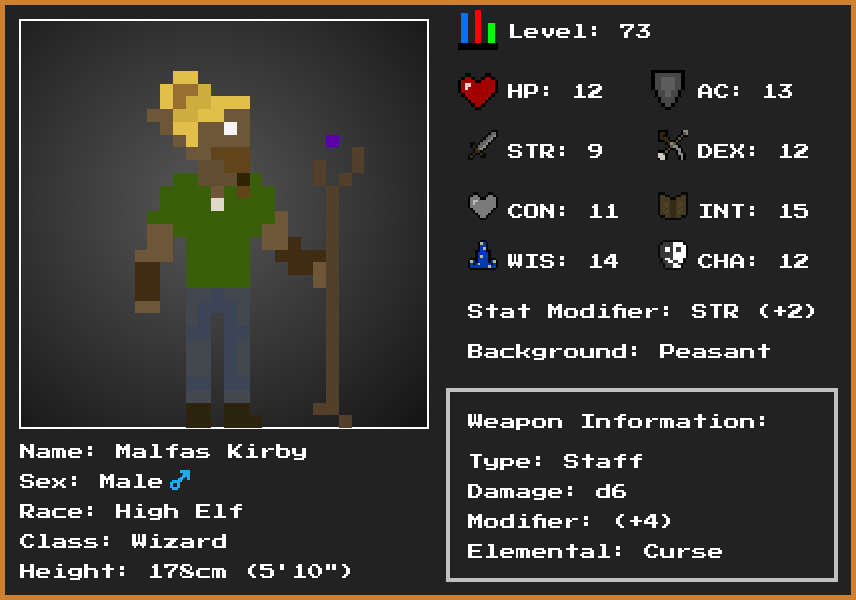 Level: 73
HP: 12 AC: 13
STR: 9 DEX: 12
CON: 11 INT: 15
WIS: 14 CHA: 12
Stat Modifier: STR (+2)
Background: Peasant
Weapon Information:
Type: Staff
Damage: d6
Modifier: (+4)
Elemental: Curse
Name: Malfas Kirby
Sex: Male ♂
Race: High Elf
Class: Wizard
Height: 178cm (5'10")